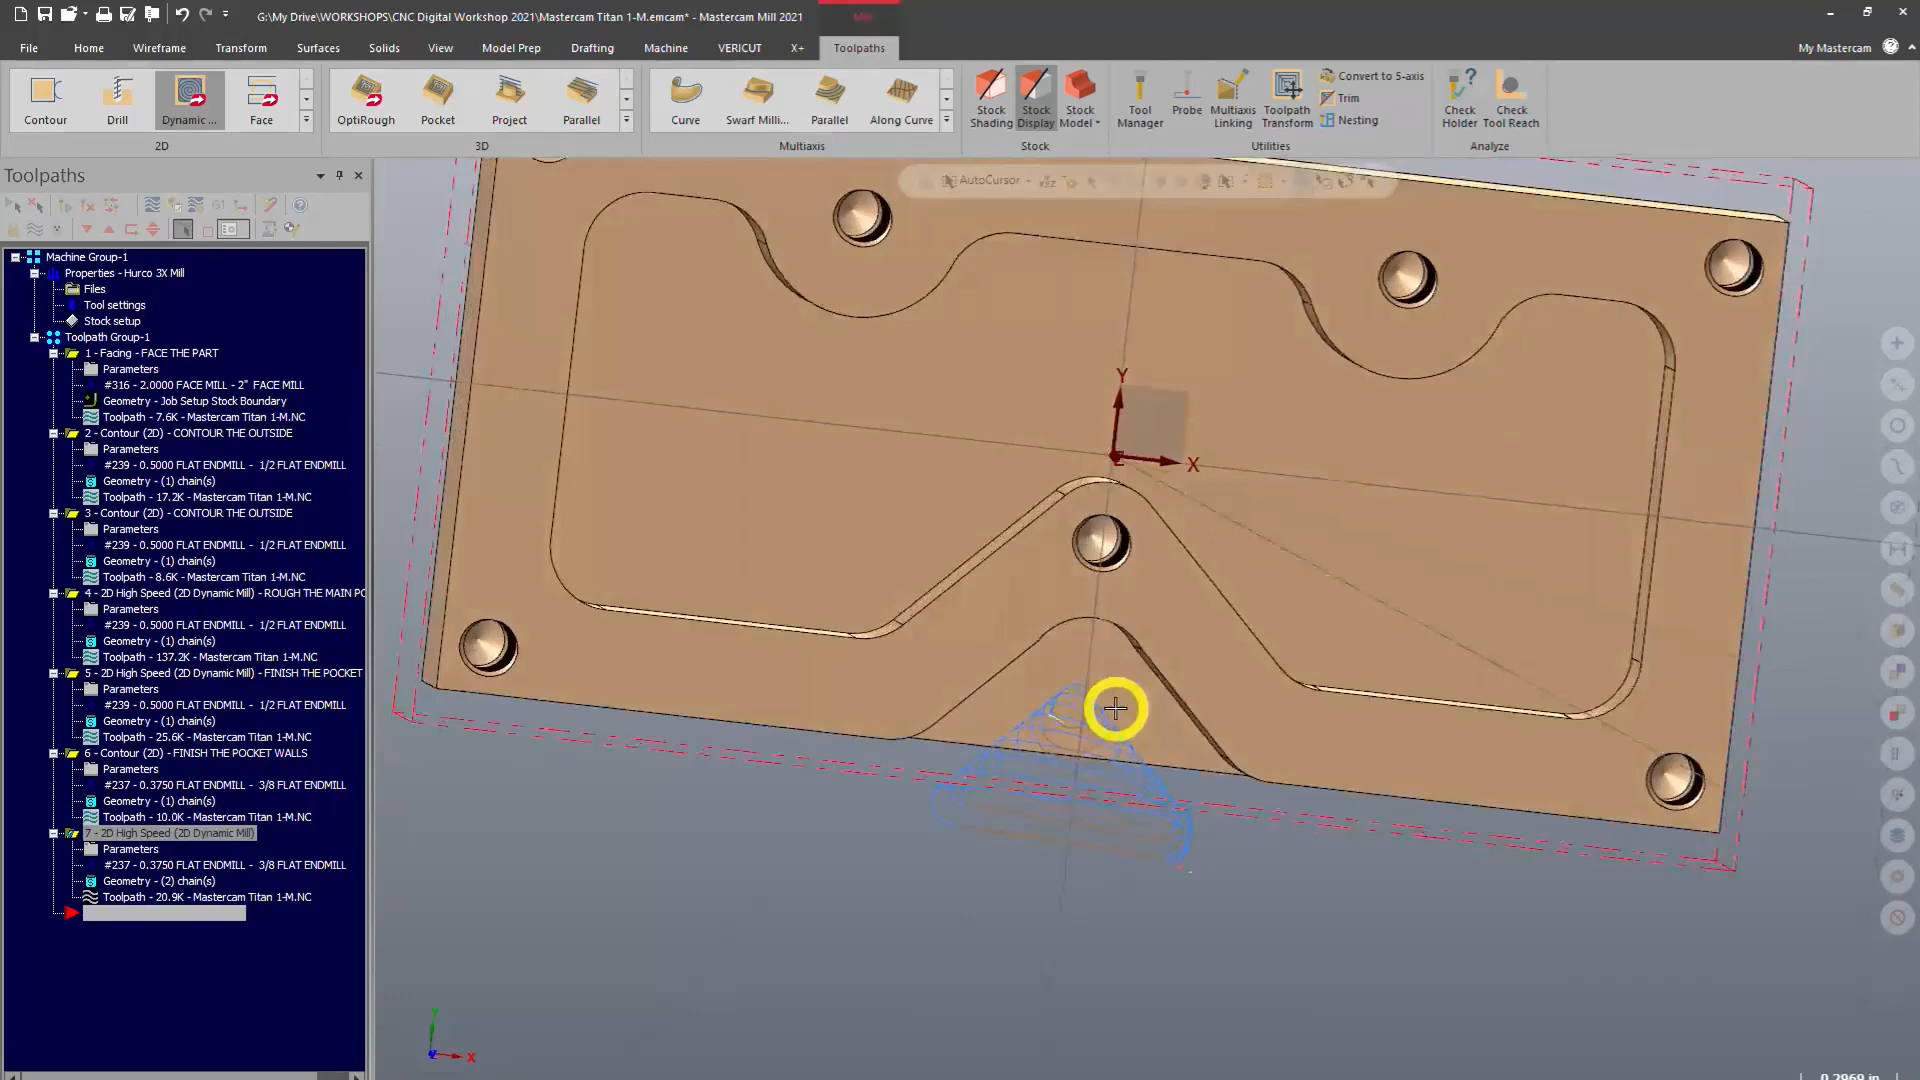 G:\My Drive\WORKSHOPS\CNC Digital Workshop 2021\Mastercam Titan 1-M.emcam* - Mastercam Mill 2021
Mill
File Home Wireframe Transform Surfaces Solids View Model Prep Drafting Machine VERICUT X+ Toolpaths
My Mastercam
Contour Drill Dynamic ... Face
2D
OptiRough Pocket Project Parallel
3D
Curve Swarf Milli... Parallel Along Curve
Multiaxis
Stock Shading
Stock Display
Stock Model
Stock
Tool Manager
Probe
Multiaxis Linking
Toolpath Transform
Convert to 5-axis
Trim
Nesting
Utilities
Check Holder
Check Tool Reach
Analyze
Toolpaths
AutoCursor
G1
Machine Group-1
Properties - Hurco 3X Mill
Files
Tool settings
Stock setup
Toolpath Group-1
1 - Facing - FACE THE PART
Parameters
#316 - 2.0000 FACE MILL - 2" FACE MILL
Geometry - Job Setup Stock Boundary
Toolpath - 7.6K - Mastercam Titan 1-M.NC
2 - Contour (2D) - CONTOUR THE OUTSIDE
Parameters
#239 - 0.5000 FLAT ENDMILL - 1/2 FLAT ENDMILL
Geometry - (1) chain(s)
Toolpath - 17.2K - Mastercam Titan 1-M.NC
3 - Contour (2D) - CONTOUR THE OUTSIDE
Parameters
#239 - 0.5000 FLAT ENDMILL - 1/2 FLAT ENDMILL
Geometry - (1) chain(s)
Toolpath - 8.6K - Mastercam Titan 1-M.NC
4 - 2D High Speed (2D Dynamic Mill) - ROUGH THE MAIN PO
Parameters
#239 - 0.5000 FLAT ENDMILL - 1/2 FLAT ENDMILL
Geometry - (1) chain(s)
Toolpath - 137.2K - Mastercam Titan 1-M.NC
5 - 2D High Speed (2D Dynamic Mill) - FINISH THE POCKET
Parameters
#239 - 0.5000 FLAT ENDMILL - 1/2 FLAT ENDMILL
Geometry - (1) chain(s)
Toolpath - 25.6K - Mastercam Titan 1-M.NC
6 - Contour (2D) - FINISH THE POCKET WALLS
Parameters
#237 - 0.3750 FLAT ENDMILL - 3/8 FLAT ENDMILL
Geometry - (1) chain(s)
Toolpath - 10.0K - Mastercam Titan 1-M.NC
7 - 2D High Speed (2D Dynamic Mill)
Parameters
#237 - 0.3750 FLAT ENDMILL - 3/8 FLAT ENDMILL
Geometry - (2) chain(s)
Toolpath - 20.9K - Mastercam Titan 1-M.NC
Y
X
Y
X
0.2969 in